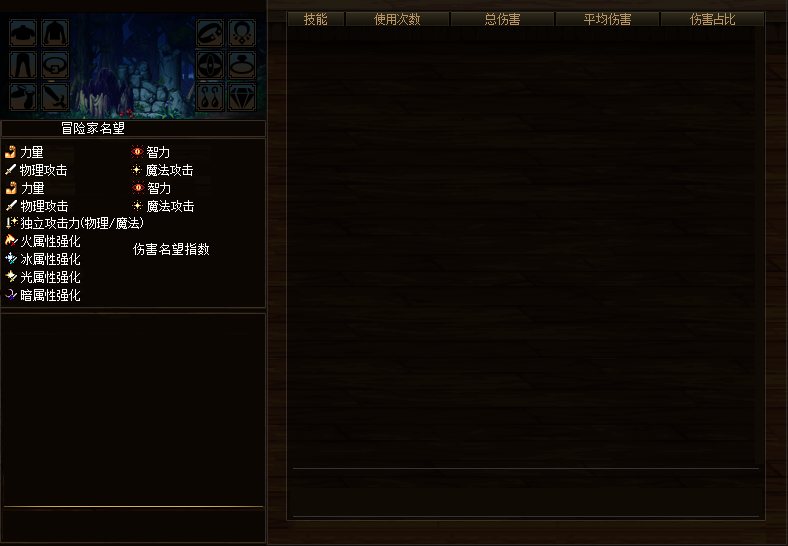 技能 使用次数 总伤害 平均伤害 伤害占比
冒险家名望
力量 智力
物理攻击 魔法攻击
力量 智力
物理攻击 魔法攻击
独立攻击力(物理/魔法)
火属性强化
伤害名望指数
冰属性强化
光属性强化
暗属性强化